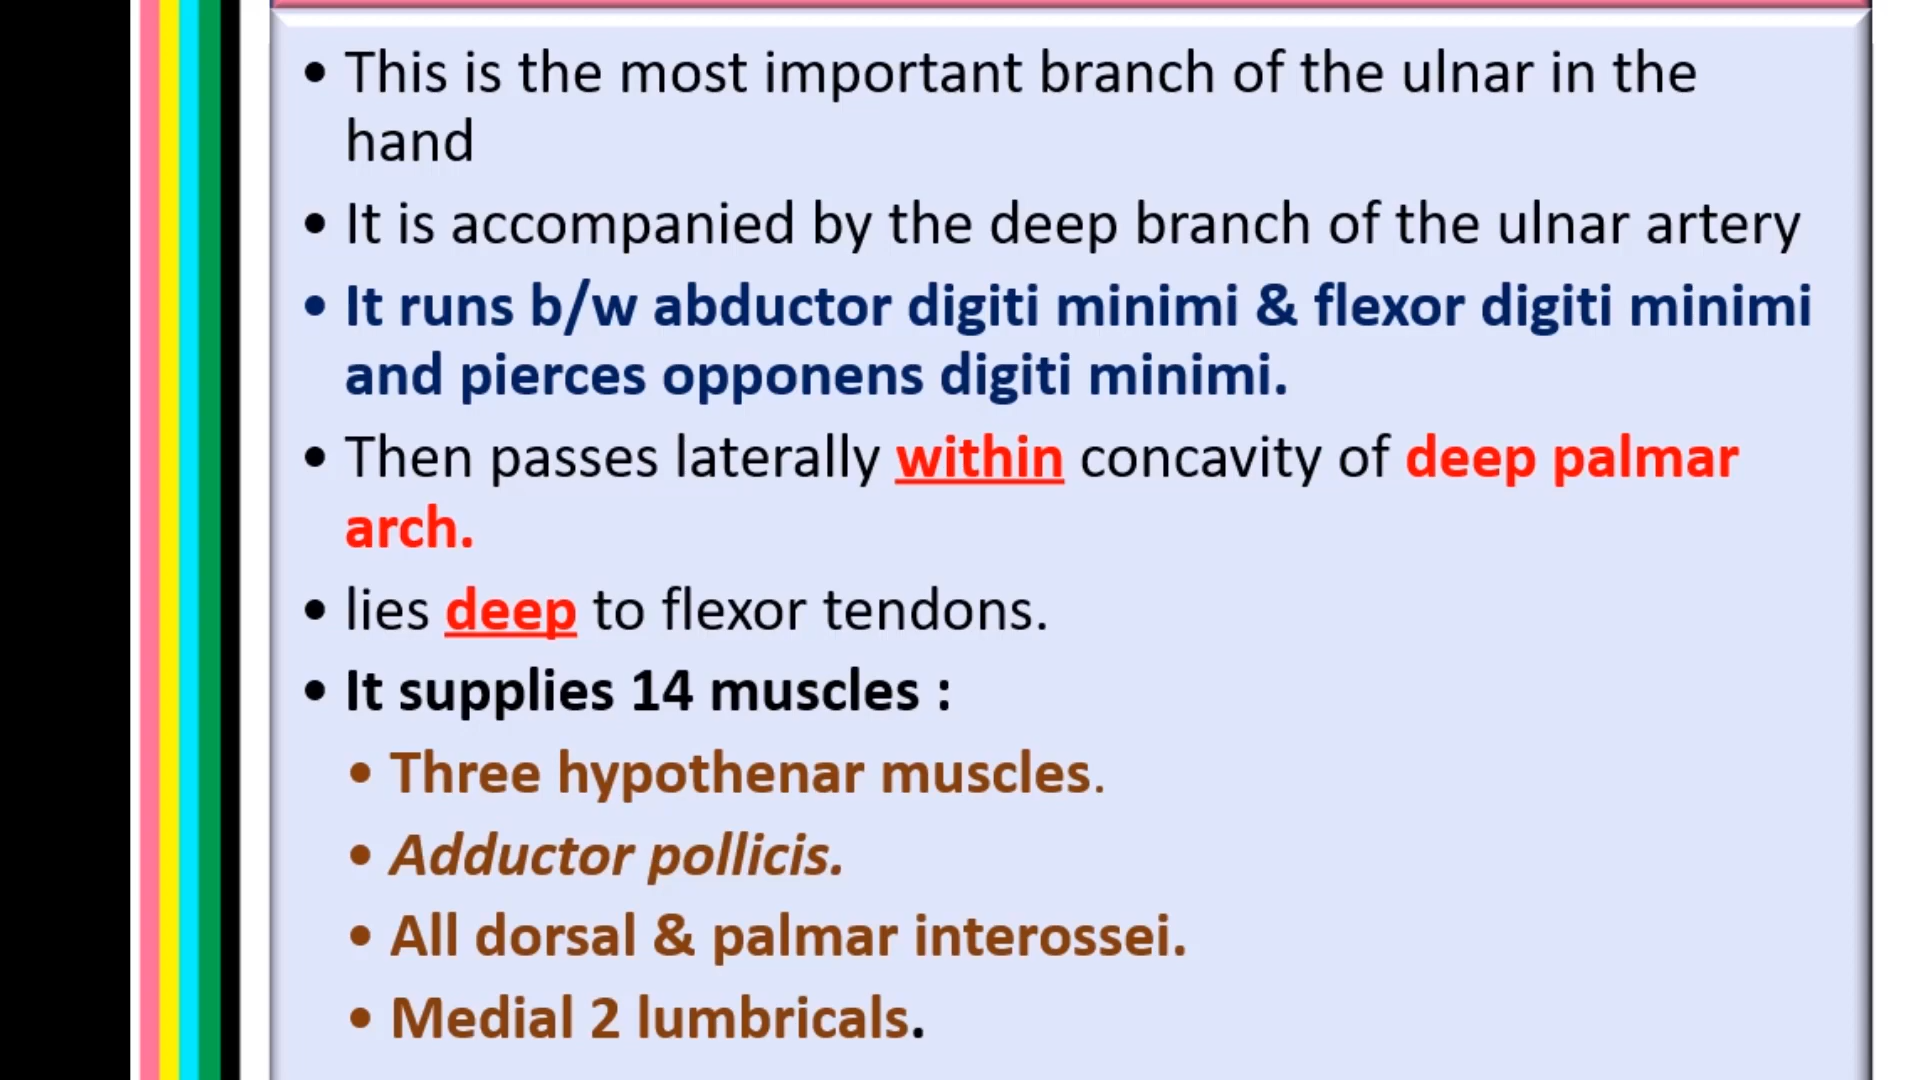 • This is the most important branch of the ulnar in the
hand
• It is accompanied by the deep branch of the ulnar artery
• It runs b/w abductor digiti minimi & flexor digiti minimi
and pierces opponens digiti minimi.
• Then passes laterally within concavity of deep palmar
arch.
• lies deep to flexor tendons.
• It supplies 14 muscles :
• Three hypothenar muscles.
• Adductor pollicis.
• All dorsal & palmar interossei.
• Medial 2 lumbricals.